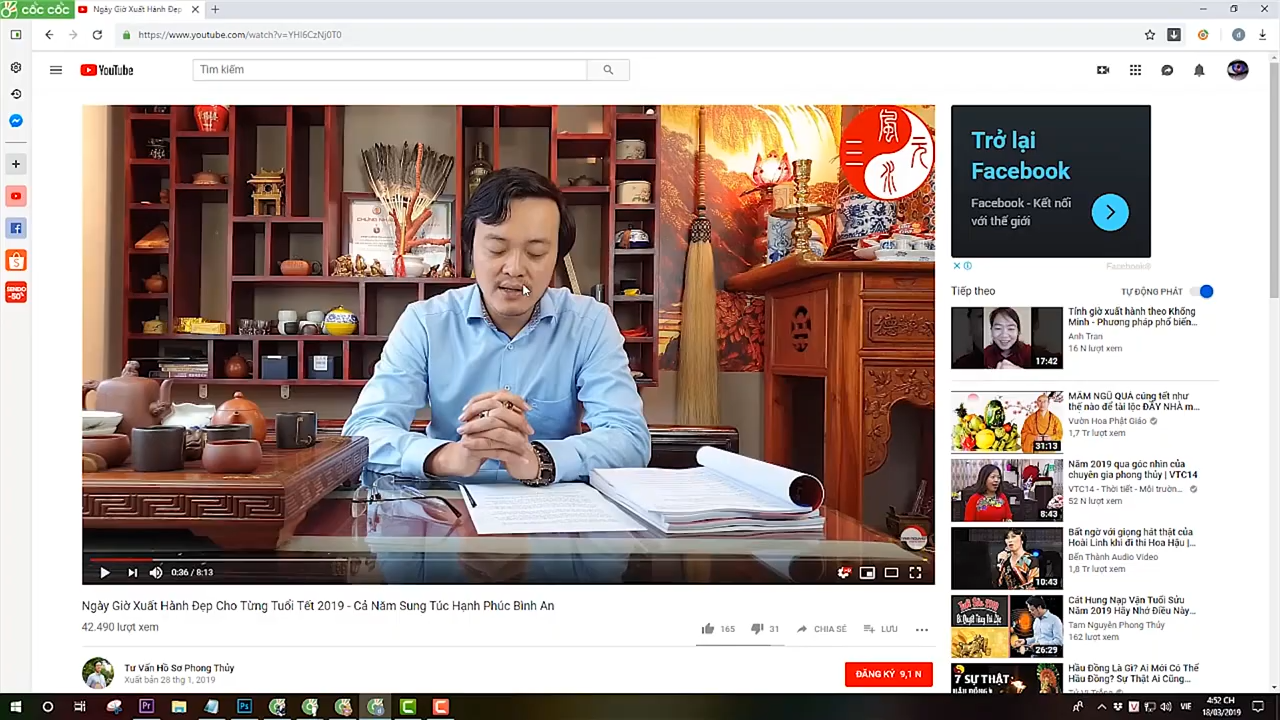 CỐC CỐC
Ngày Giờ Xuất Hành Đẹp
https://www.youtube.com/watch?v=YHl6CzNj0T0
YouTube
Tìm kiếm
Trở lại
Facebook
Facebook - Kết nối
với thế giới
Facebook®
Tiếp theo
TỰ ĐỘNG PHÁT
Tính giờ xuất hành theo Khổng
Minh - Phương pháp phổ biến...
Anh Tran
16 N lượt xem
17:42
MÂM NGŨ QUẢ cúng tết như
thế nào để tài lộc ĐẦY NHÀ m...
Vườn Hoa Phật Giáo
1,7 Tr lượt xem
31:13
Năm 2019 qua góc nhìn của
chuyên gia phong thủy | VTC14
VTC14 - Thời tiết - Môi trườn...
52 N lượt xem
8:43
Bất ngờ với giọng hát thật của
Hoài Linh khi đi thi Hoa Hậu |...
Bến Thành Audio Video
1,8 Tr lượt xem
10:43
Cát Hung Nạp Vận Tuổi Sửu
Năm 2019 Hãy Nhớ Điều Này...
Tam Nguyên Phong Thủy
162 lượt xem
26:29
Hầu Đồng Là Gì? Ai Mới Có Thể
Hầu Đồng? Sự Thật Ai Cũng...
7 SỰ THẬT
SENDO
-50%
0:36 / 8:13
Ngày Giờ Xuất Hành Đẹp Cho Từng Tuổi Tết 2019 - Cả Năm Sung Túc Hạnh Phúc Bình An
42.490 lượt xem
165
31
CHIA SẺ
LƯU
Tư Vấn Hồ Sơ Phong Thủy
Xuất bản 28 thg 1, 2019
ĐĂNG KÝ 9,1 N
VIE
4:52 CH
18/03/2019